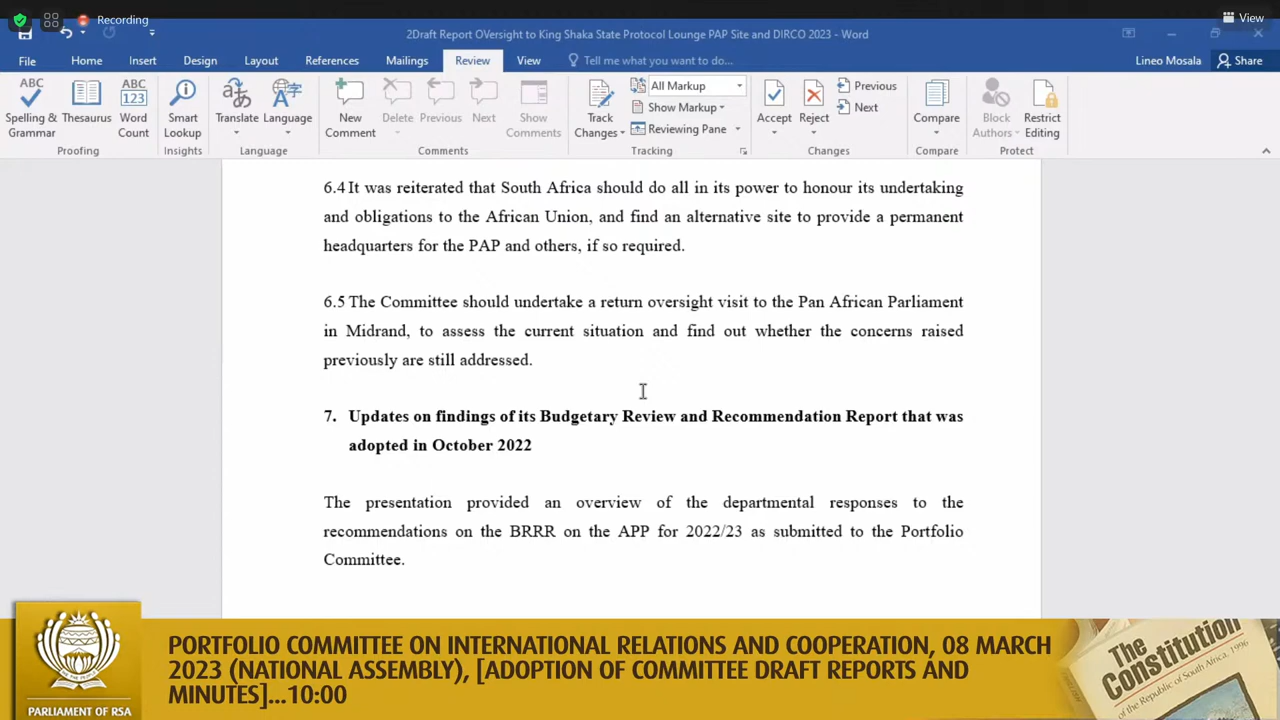 Recording
View
2Draft Report OVersight to King Shaka State Protocol Lounge PAP Site and DIRCO 2023 - Word
File Home Insert Design Layout References Mailings Review View Tell me what you want to do... Lineo Mosala Share
ABC
Spelling & Grammar
Thesaurus
ABC 123
Word Count
Smart Lookup
Translate
Language
New Comment
Delete
Previous
Next
Show Comments
Track Changes
All Markup
Show Markup
Reviewing Pane
Accept
Reject
Previous
Next
Compare
Block Authors
Restrict Editing
Proofing Insights Language Comments Tracking Changes Compare Protect
6.4 It was reiterated that South Africa should do all in its power to honour its undertaking
and obligations to the African Union, and find an alternative site to provide a permanent
headquarters for the PAP and others, if so required.
6.5 The Committee should undertake a return oversight visit to the Pan African Parliament
in Midrand, to assess the current situation and find out whether the concerns raised
previously are still addressed.
7. Updates on findings of its Budgetary Review and Recommendation Report that was
adopted in October 2022
The presentation provided an overview of the departmental responses to the
recommendations on the BRRR on the APP for 2022/23 as submitted to the Portfolio
Committee.
PORTFOLIO COMMITTEE ON INTERNATIONAL RELATIONS AND COOPERATION, 08 MARCH
2023 (NATIONAL ASSEMBLY), [ADOPTION OF COMMITTEE DRAFT REPORTS AND
MINUTES]...10:00
PARLIAMENT OF RSA
The
Constitution
of the Republic of South Africa, 1996